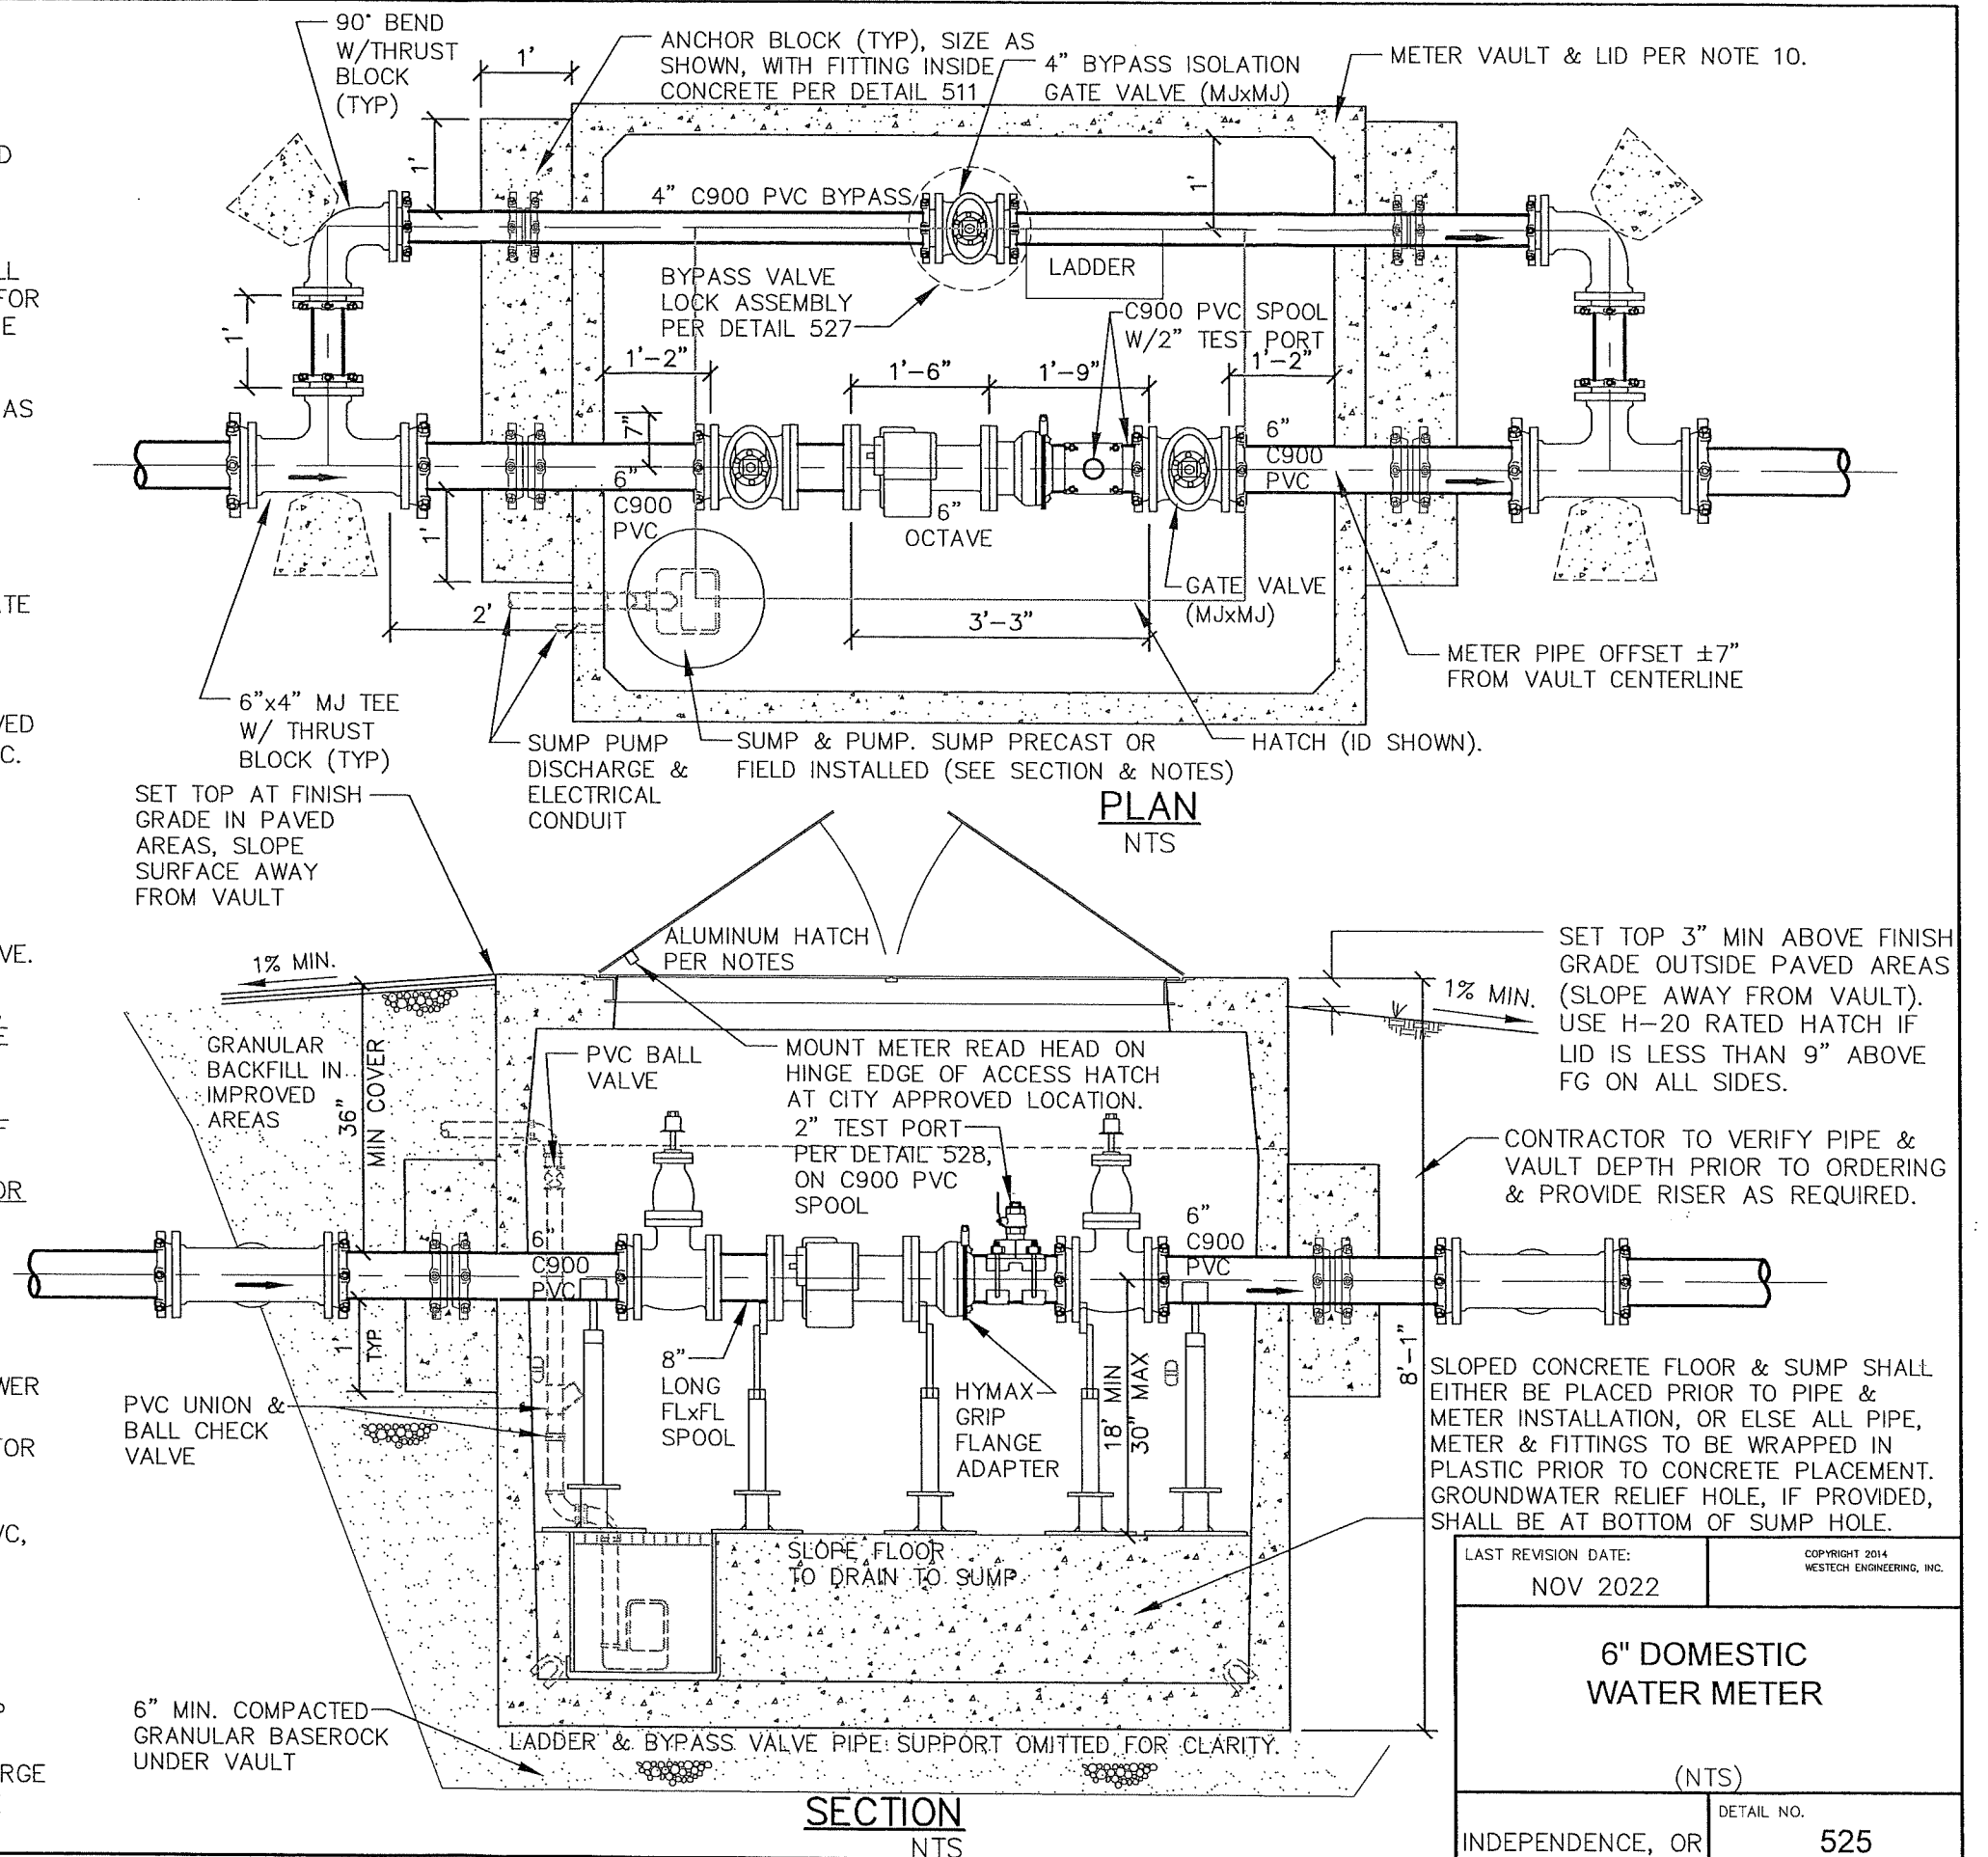 90° BEND
W/THRUST
BLOCK
(TYP)
1'
ANCHOR BLOCK (TYP), SIZE AS
SHOWN, WITH FITTING INSIDE
CONCRETE PER DETAIL 511
4" BYPASS ISOLATION
GATE VALVE (MJxMJ)
METER VAULT & LID PER NOTE 10.
1'
1'
4" C900 PVC BYPASS
BYPASS VALVE
LOCK ASSEMBLY
PER DETAIL 527
LADDER
C900 PVC SPOOL
W/2" TEST PORT
1'
1'-2"
1'-6"
1'-9"
1'-2"
7"
6"
C900
PVC
6"
OCTAVE
6"
C900
PVC
1'
2'
3'-3"
GATE VALVE
(MJxMJ)
METER PIPE OFFSET ±7"
FROM VAULT CENTERLINE
6"x4" MJ TEE
W/ THRUST
BLOCK (TYP)
SUMP PUMP
DISCHARGE &
ELECTRICAL
CONDUIT
SUMP & PUMP. SUMP PRECAST OR
FIELD INSTALLED (SEE SECTION & NOTES)
HATCH (ID SHOWN).
PLAN
NTS
SET TOP AT FINISH
GRADE IN PAVED
AREAS, SLOPE
SURFACE AWAY
FROM VAULT
1% MIN.
ALUMINUM HATCH
PER NOTES
SET TOP 3" MIN ABOVE FINISH
GRADE OUTSIDE PAVED AREAS
(SLOPE AWAY FROM VAULT).
USE H-20 RATED HATCH IF
LID IS LESS THAN 9" ABOVE
FG ON ALL SIDES.
1% MIN.
GRANULAR
BACKFILL IN
IMPROVED
AREAS
36"
MIN COVER
PVC BALL
VALVE
MOUNT METER READ HEAD ON
HINGE EDGE OF ACCESS HATCH
AT CITY APPROVED LOCATION.
2" TEST PORT
PER DETAIL 528,
ON C900 PVC
SPOOL
CONTRACTOR TO VERIFY PIPE &
VAULT DEPTH PRIOR TO ORDERING
& PROVIDE RISER AS REQUIRED.
6"
C900
PVC
6"
C900
PVC
1'
TYP
8"
LONG
FLxFL
SPOOL
HYMAX
GRIP
FLANGE
ADAPTER
18' MIN
30" MAX
8'-1"
PVC UNION &
BALL CHECK
VALVE
SLOPED CONCRETE FLOOR & SUMP SHALL
EITHER BE PLACED PRIOR TO PIPE &
METER INSTALLATION, OR ELSE ALL PIPE,
METER & FITTINGS TO BE WRAPPED IN
PLASTIC PRIOR TO CONCRETE PLACEMENT.
GROUNDWATER RELIEF HOLE, IF PROVIDED,
SHALL BE AT BOTTOM OF SUMP HOLE.
SLOPE FLOOR
TO DRAIN TO SUMP
6" MIN. COMPACTED
GRANULAR BASEROCK
UNDER VAULT
LADDER & BYPASS VALVE PIPE SUPPORT OMITTED FOR CLARITY.
SECTION
NTS
LAST REVISION DATE:
NOV 2022
COPYRIGHT 2014
WESTECH ENGINEERING, INC.
6" DOMESTIC
WATER METER
(NTS)
INDEPENDENCE, OR
DETAIL NO.
525
FOR
AS
OR